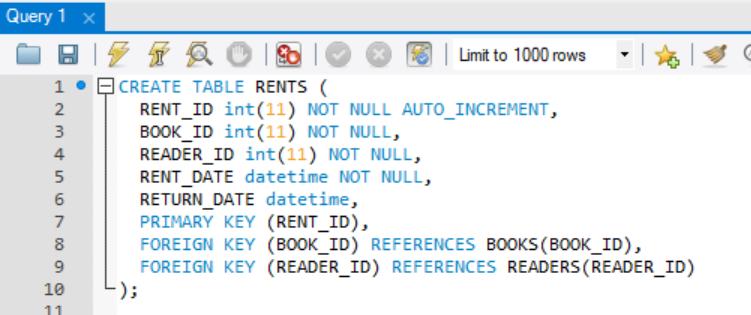 Query 1
Limit to 1000 rows
1 CREATE TABLE RENTS (
2 RENT_ID int(11) NOT NULL AUTO_INCREMENT,
3 BOOK_ID int(11) NOT NULL,
4 READER_ID int(11) NOT NULL,
5 RENT_DATE datetime NOT NULL,
6 RETURN_DATE datetime,
7 PRIMARY KEY (RENT_ID),
8 FOREIGN KEY (BOOK_ID) REFERENCES BOOKS(BOOK_ID),
9 FOREIGN KEY (READER_ID) REFERENCES READERS(READER_ID)
10 );
11